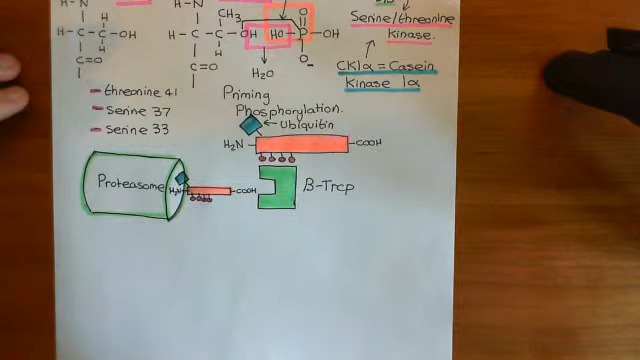 H-N
H-N
CH₃
O
Serine/threonine
kinase.
H
H-C-C-OH
H-C-C-OH
HO-P-OH
H
H
O
C=O
C=O
H₂O
CK1α = Casein
Kinase 1α
threonine 41
Serine 37
Serine 33
Priming
Phosphorylation.
Ubiquitin
H₂N
COOH
Proteasome
H₂N
COOH
β-Trcp